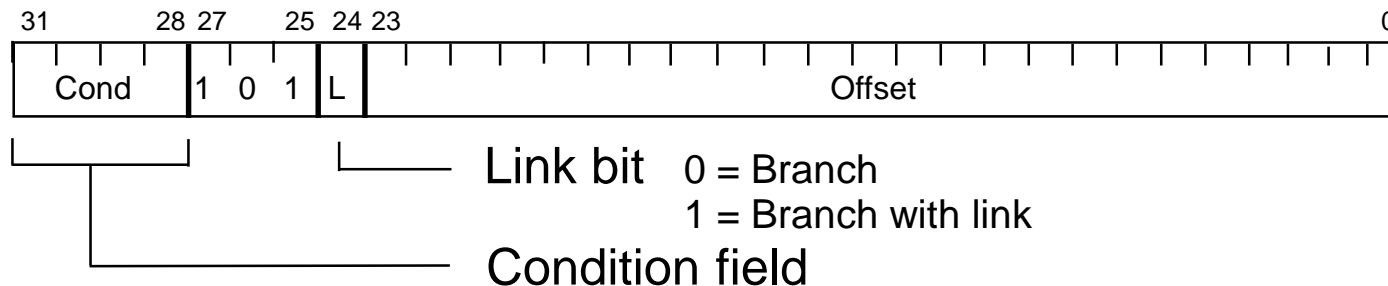 31 28 27 25 24 23 0
Cond 1 0 1 L Offset
Link bit 0 = Branch
1 = Branch with link
Condition field